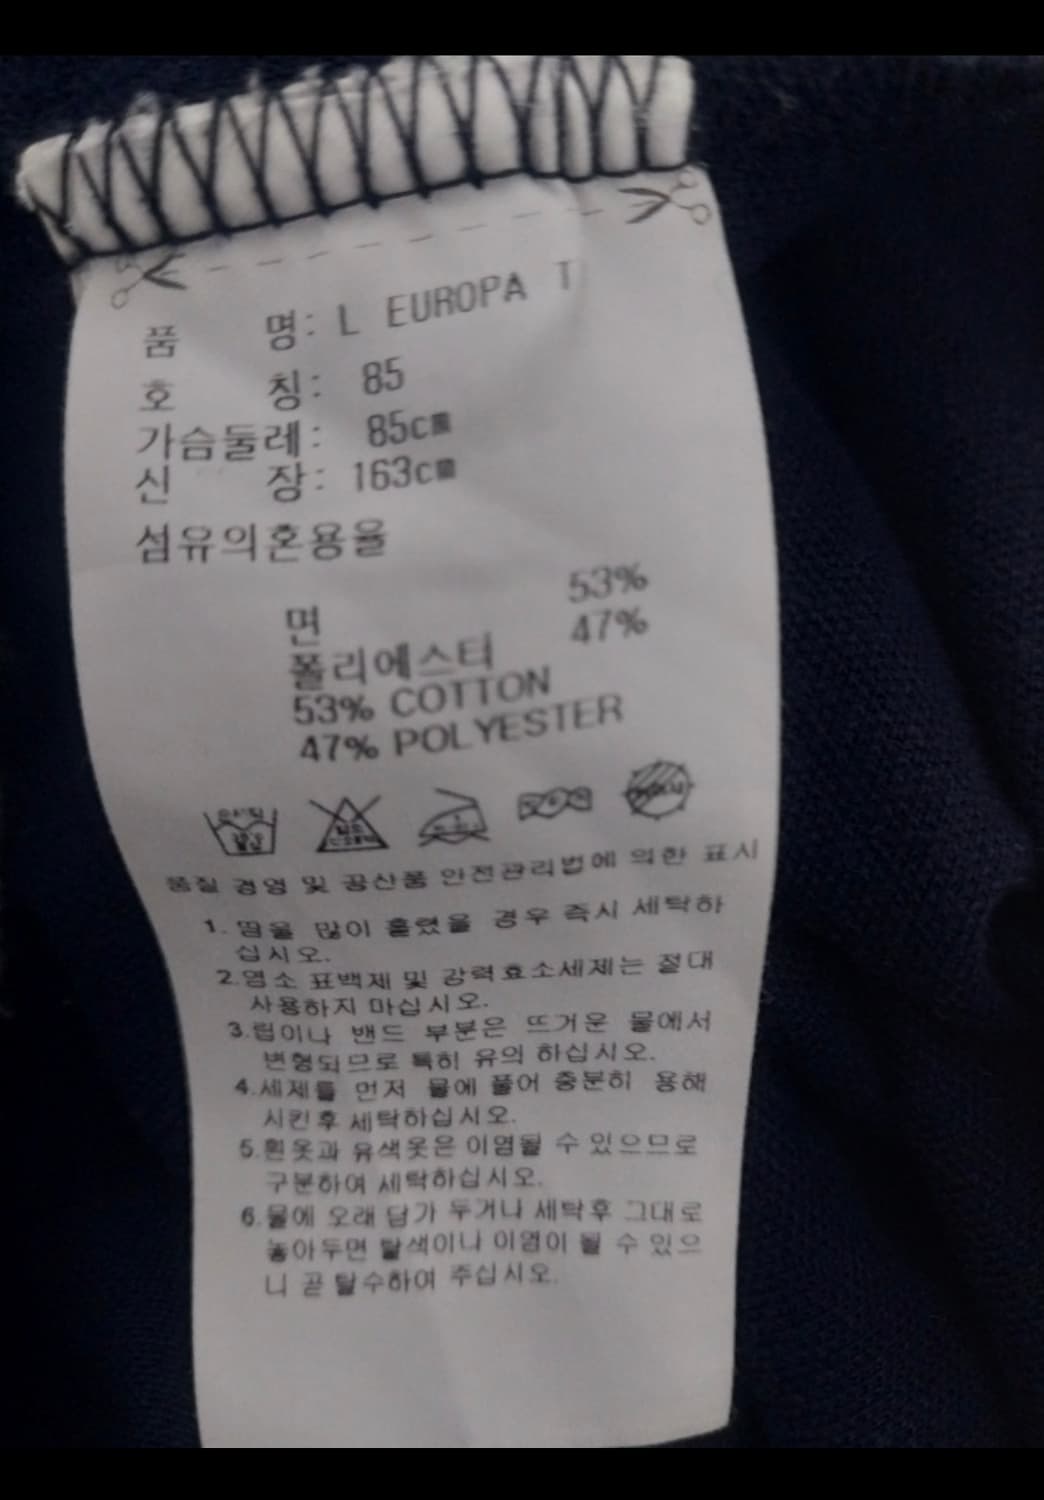 품 명: L EUROPA T
호 칭: 85
가슴둘레: 85cm
신 장: 163cm
섬유의혼용율
면 53%
폴리에스터 47%
53% COTTON
47% POLYESTER
품질 경영 및 공산품 안전관리법에 의한 표시
1. 땀을 많이 흘렸을 경우 즉시 세탁하
십시오.
2.염소 표백제 및 강력효소세제는 절대
사용하지 마십시오.
3.립이나 밴드 부분은 뜨거운 물에서
변형되므로 특히 유의 하십시오.
4.세제를 먼저 물에 풀어 충분히 용해
시킨후 세탁하십시오.
5.흰옷과 유색옷은 이염될 수 있으므로
구분하여 세탁하십시오.
6.물에 오래 담가 두거나 세탁후 그대로
놓아두면 탈색이나 이염이 될 수 있으
니 곧 탈수하여 주십시오.